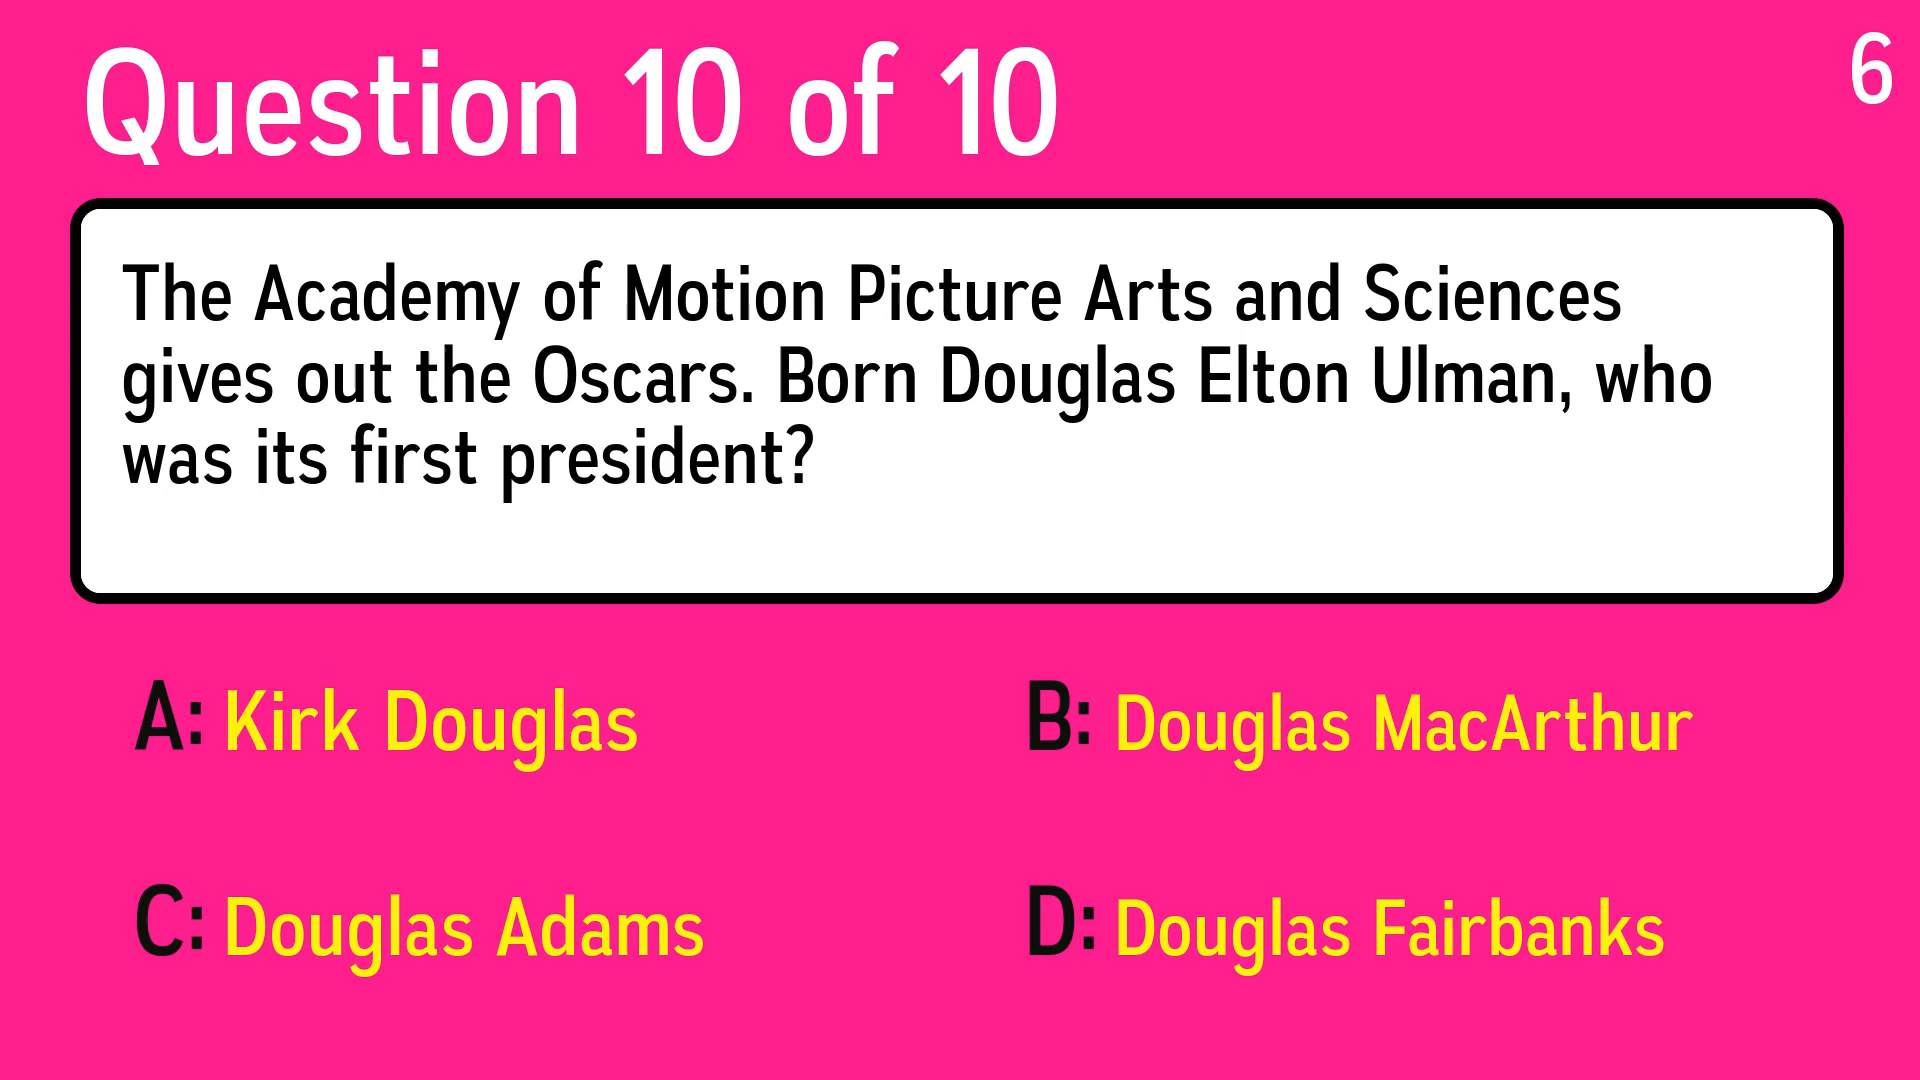 Question 10 of 10
6
The Academy of Motion Picture Arts and Sciences
gives out the Oscars. Born Douglas Elton Ulman, who
was its first president?
A: Kirk Douglas
B: Douglas MacArthur
C: Douglas Adams
D: Douglas Fairbanks